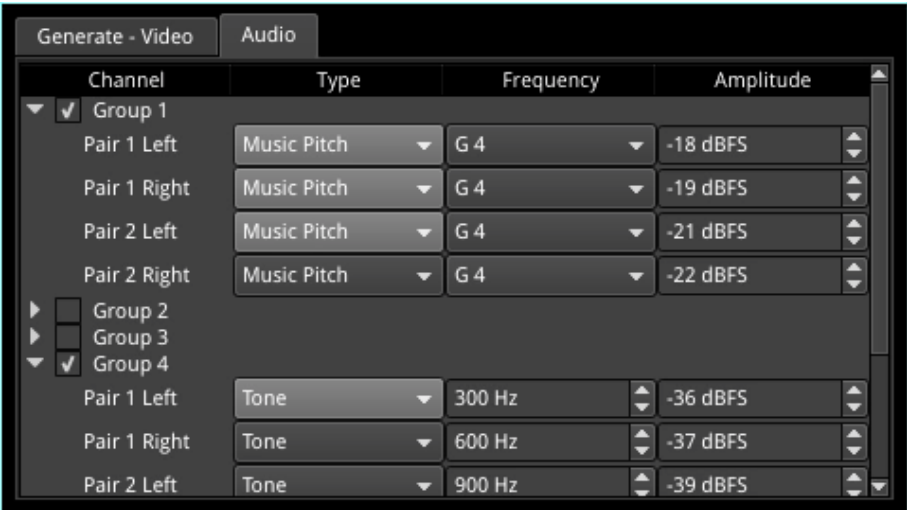 Generate - Video Audio
Channel Type Frequency Amplitude
Group 1
Pair 1 Left Music Pitch G 4 -18 dBFS
Pair 1 Right Music Pitch G 4 -19 dBFS
Pair 2 Left Music Pitch G 4 -21 dBFS
Pair 2 Right Music Pitch G 4 -22 dBFS
Group 2
Group 3
Group 4
Pair 1 Left Tone 300 Hz -36 dBFS
Pair 1 Right Tone 600 Hz -37 dBFS
Pair 2 Left Tone 900 Hz -39 dBFS